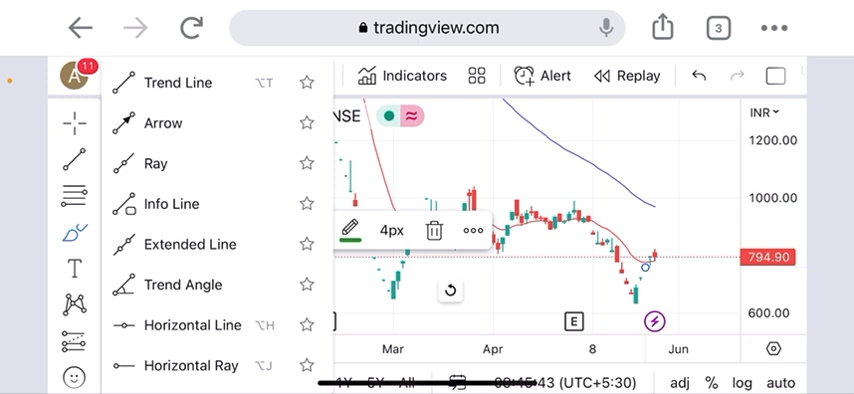 tradingview.com
3
A
11
Trend Line ⌥T
Indicators
Alert
Replay
Arrow
NSE
INR
Ray
1200.00
Info Line
1000.00
4px
Extended Line
794.90
Trend Angle
Horizontal Line ⌥H
E
600.00
Mar Apr 8 Jun
T
Horizontal Ray ⌥J
1Y 5Y All
(UTC+5:30)
adj % log auto